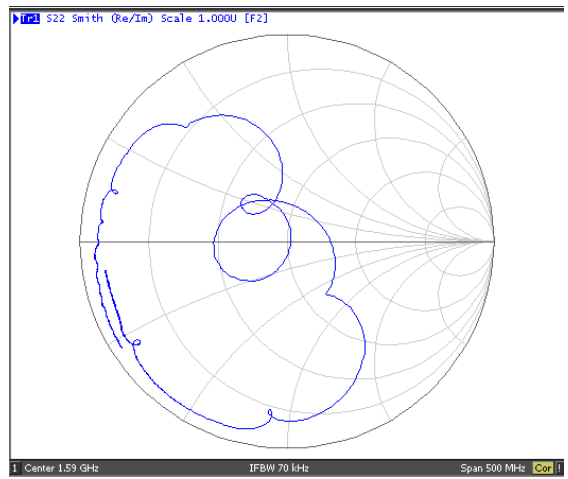 Tr1 S22 Smith (Re/Im) Scale 1.000U [F2]
1 Center 1.59 GHz IFBW 70 kHz Span 500 MHz Cor !